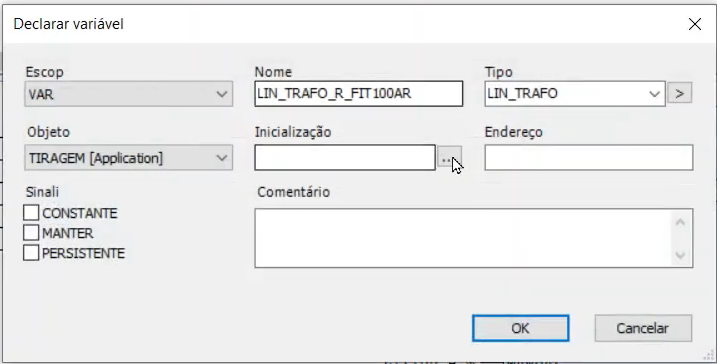 Declarar variável
Escop
Nome
Tipo
VAR
LIN_TRAFO_R_FIT100AR
LIN_TRAFO
>
Objeto
Inicialização
Endereço
TIRAGEM [Application]
...
Sinali
Comentário
CONSTANTE
MANTER
PERSISTENTE
OK
Cancelar